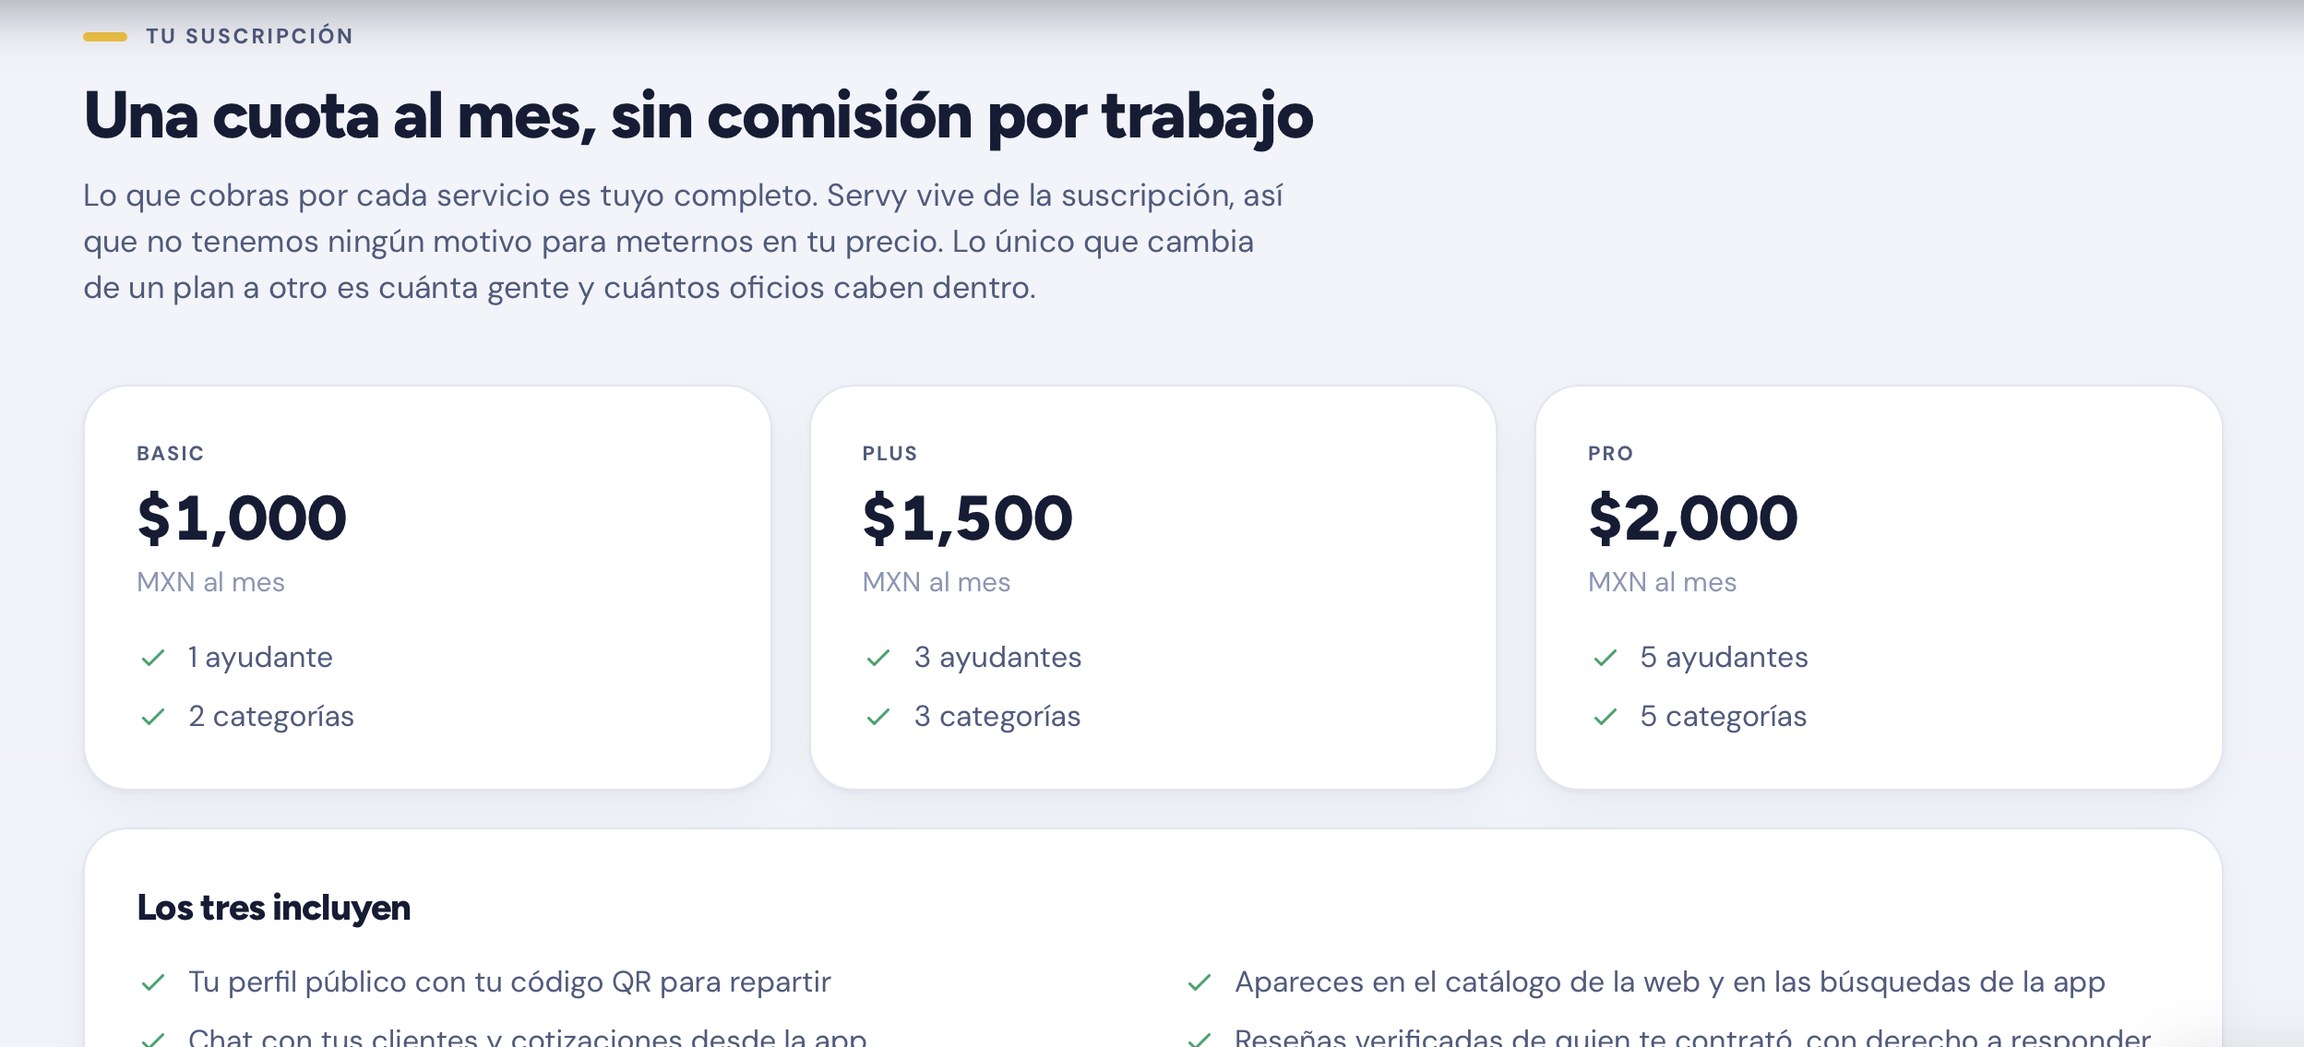 TU SUSCRIPCIÓN
Una cuota al mes, sin comisión por trabajo
Lo que cobras por cada servicio es tuyo completo. Servy vive de la suscripción, así
que no tenemos ningún motivo para meternos en tu precio. Lo único que cambia
de un plan a otro es cuánta gente y cuántos oficios caben dentro.
BASIC
$1,000
MXN al mes
1 ayudante
2 categorías
PLUS
$1,500
MXN al mes
3 ayudantes
3 categorías
PRO
$2,000
MXN al mes
5 ayudantes
5 categorías
Los tres incluyen
Tu perfil público con tu código QR para repartir
Apareces en el catálogo de la web y en las búsquedas de la app
Chat con tus clientes y cotizaciones desde la app
Reseñas verificadas de quien te contrató, con derecho a responder